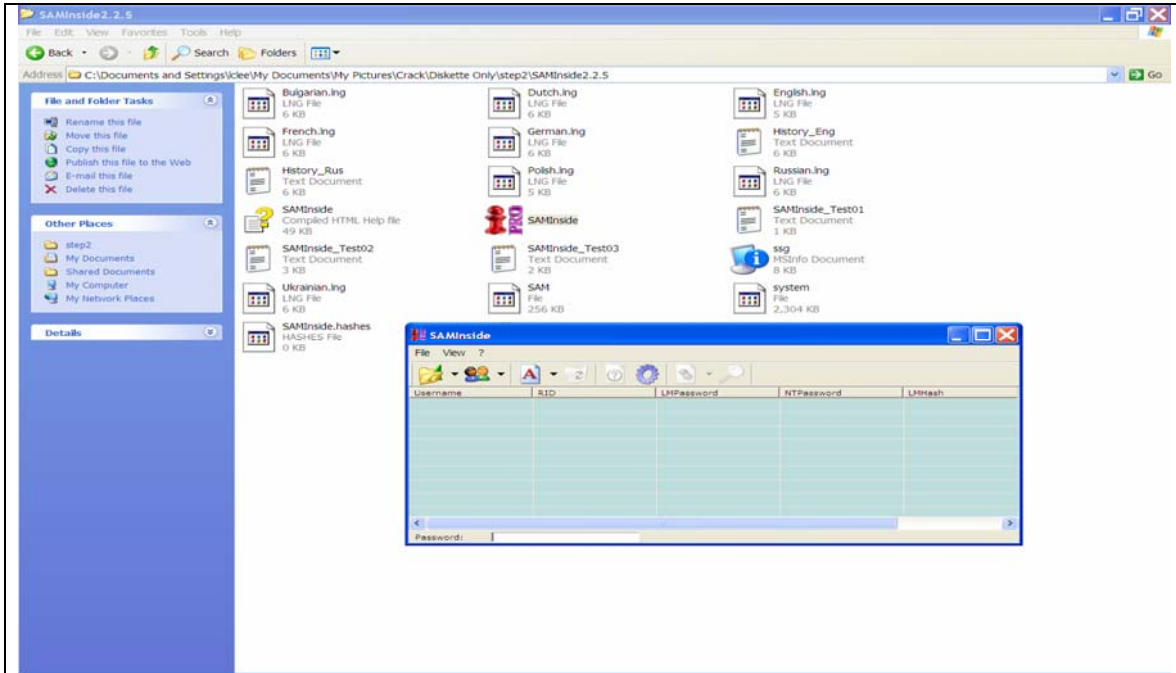 SAMInside2.2.5
File Edit View Favorites Tools Help
Back Search Folders
Address C:\Documents and Settings\lclee\My Documents\My Pictures\Crack\Diskette Only\step2\SAMInside2.2.5 Go
File and Folder Tasks
Rename this file
Move this file
Copy this file
Publish this file to the Web
E-mail this file
Delete this file
Other Places
step2
My Documents
Shared Documents
My Computer
My Network Places
Details
Bulgarian.lng
LNG File
6 KB
Dutch.lng
LNG File
6 KB
English.lng
LNG File
5 KB
French.lng
LNG File
6 KB
German.lng
LNG File
6 KB
History_Eng
Text Document
6 KB
History_Rus
Text Document
6 KB
Polish.lng
LNG File
5 KB
Russian.lng
LNG File
6 KB
SAMInside
Compiled HTML Help file
49 KB
PRO
SAMInside
SAMInside_Test01
Text Document
1 KB
SAMInside_Test02
Text Document
3 KB
SAMInside_Test03
Text Document
2 KB
ssg
MSInfo Document
8 KB
Ukrainian.lng
LNG File
6 KB
SAM
File
256 KB
system
File
2,304 KB
SAMInside.hashes
HASHES File
0 KB
SAMInside
File View ?
Username RID LMPassword NTPassword LMHash
Password: